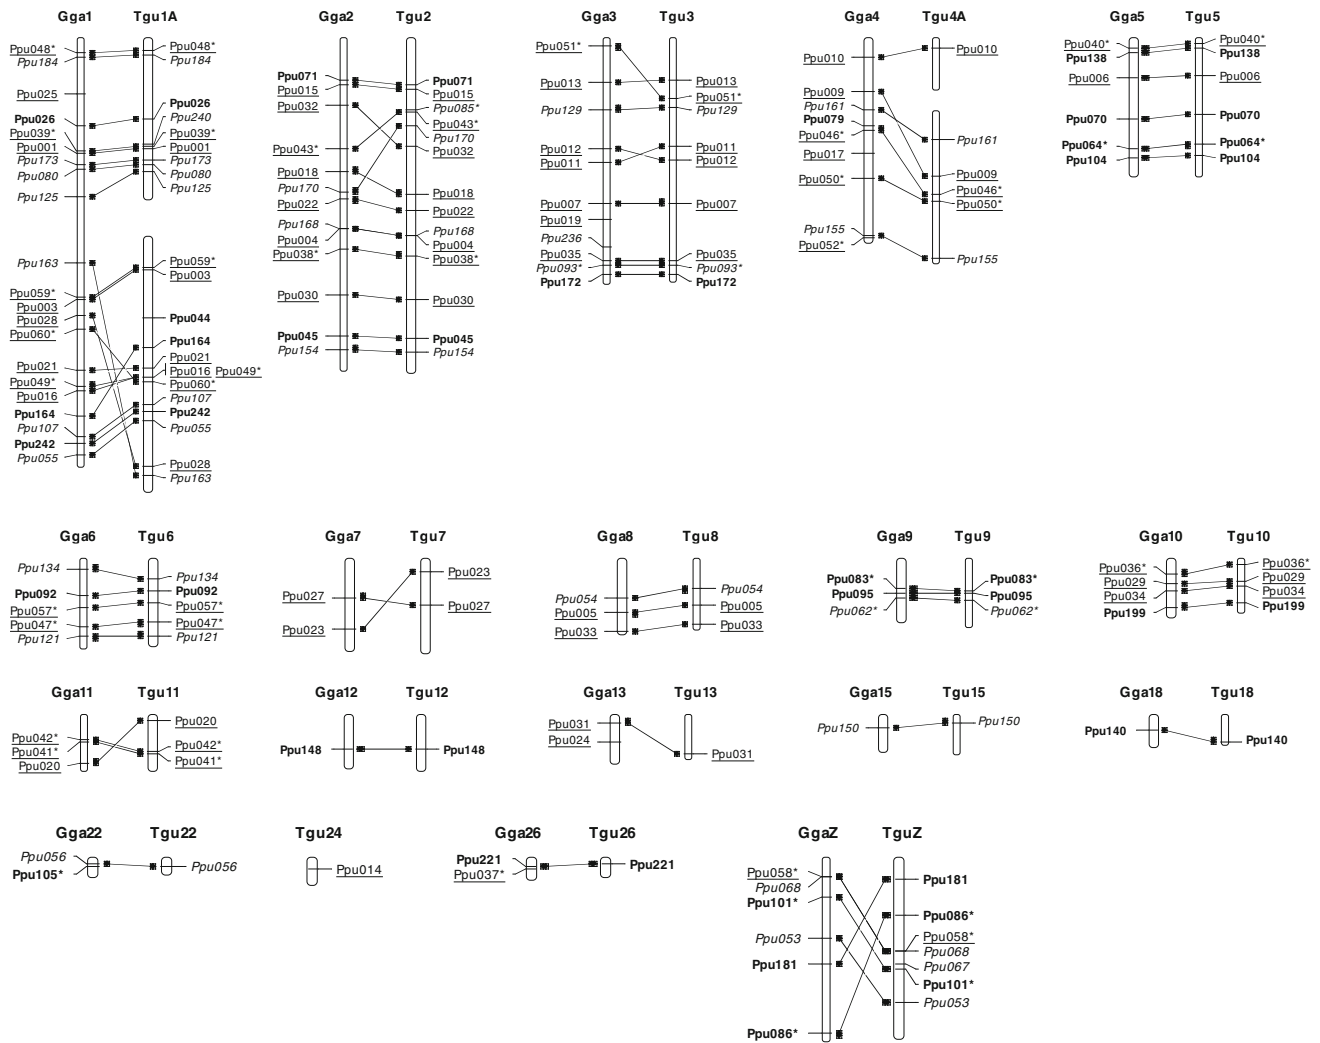 Gga1 Tgu1A
Ppu048* Ppu048*
Ppu184 Ppu184
Ppu025
Ppu026 Ppu026
Ppu240
Ppu039* Ppu039*
Ppu001 Ppu001
Ppu173 Ppu173
Ppu080 Ppu080
Ppu125 Ppu125
Ppu163 Ppu059*
Ppu003
Ppu059*
Ppu003
Ppu028 Ppu044
Ppu060*
Ppu164
Ppu021 Ppu021
Ppu016 Ppu049*
Ppu049* Ppu060*
Ppu016
Ppu107
Ppu164 Ppu242
Ppu107 Ppu055
Ppu242
Ppu055
Ppu028
Ppu163
Gga2 Tgu2
Ppu071 Ppu071
Ppu015 Ppu015
Ppu032 Ppu085*
Ppu043*
Ppu170
Ppu043* Ppu032
Ppu018
Ppu170 Ppu018
Ppu022 Ppu022
Ppu168 Ppu168
Ppu004 Ppu004
Ppu038* Ppu038*
Ppu030 Ppu030
Ppu045 Ppu045
Ppu154 Ppu154
Gga3 Tgu3
Ppu051*
Ppu013 Ppu013
Ppu051*
Ppu129 Ppu129
Ppu012 Ppu011
Ppu011 Ppu012
Ppu007 Ppu007
Ppu019
Ppu236
Ppu035 Ppu035
Ppu093* Ppu093*
Ppu172 Ppu172
Gga4 Tgu4A
Ppu010 Ppu010
Ppu009
Ppu161
Ppu079
Ppu046* Ppu161
Ppu017
Ppu050* Ppu009
Ppu046*
Ppu050*
Ppu155
Ppu052* Ppu155
Gga5 Tgu5
Ppu040* Ppu040*
Ppu138 Ppu138
Ppu006 Ppu006
Ppu070 Ppu070
Ppu064* Ppu064*
Ppu104 Ppu104
Gga6 Tgu6
Ppu134 Ppu134
Ppu092 Ppu092
Ppu057* Ppu057*
Ppu047* Ppu047*
Ppu121 Ppu121
Gga7 Tgu7
Ppu023
Ppu027 Ppu027
Ppu023
Gga8 Tgu8
Ppu054 Ppu054
Ppu005 Ppu005
Ppu033 Ppu033
Gga9 Tgu9
Ppu083* Ppu083*
Ppu095 Ppu095
Ppu062* Ppu062*
Gga10 Tgu10
Ppu036* Ppu036*
Ppu029 Ppu029
Ppu034 Ppu034
Ppu199 Ppu199
Gga11 Tgu11
Ppu020
Ppu042* Ppu042*
Ppu041* Ppu041*
Ppu020
Gga12 Tgu12
Ppu148 Ppu148
Gga13 Tgu13
Ppu031
Ppu024
Ppu031
Gga15 Tgu15
Ppu150 Ppu150
Gga18 Tgu18
Ppu140 Ppu140
Gga22 Tgu22
Ppu056 Ppu056
Ppu105*
Tgu24
Ppu014
Gga26 Tgu26
Ppu221 Ppu221
Ppu037*
GgaZ TguZ
Ppu058*
Ppu068 Ppu181
Ppu101*
Ppu086*
Ppu053 Ppu058*
Ppu068
Ppu181 Ppu067
Ppu101*
Ppu053
Ppu086*